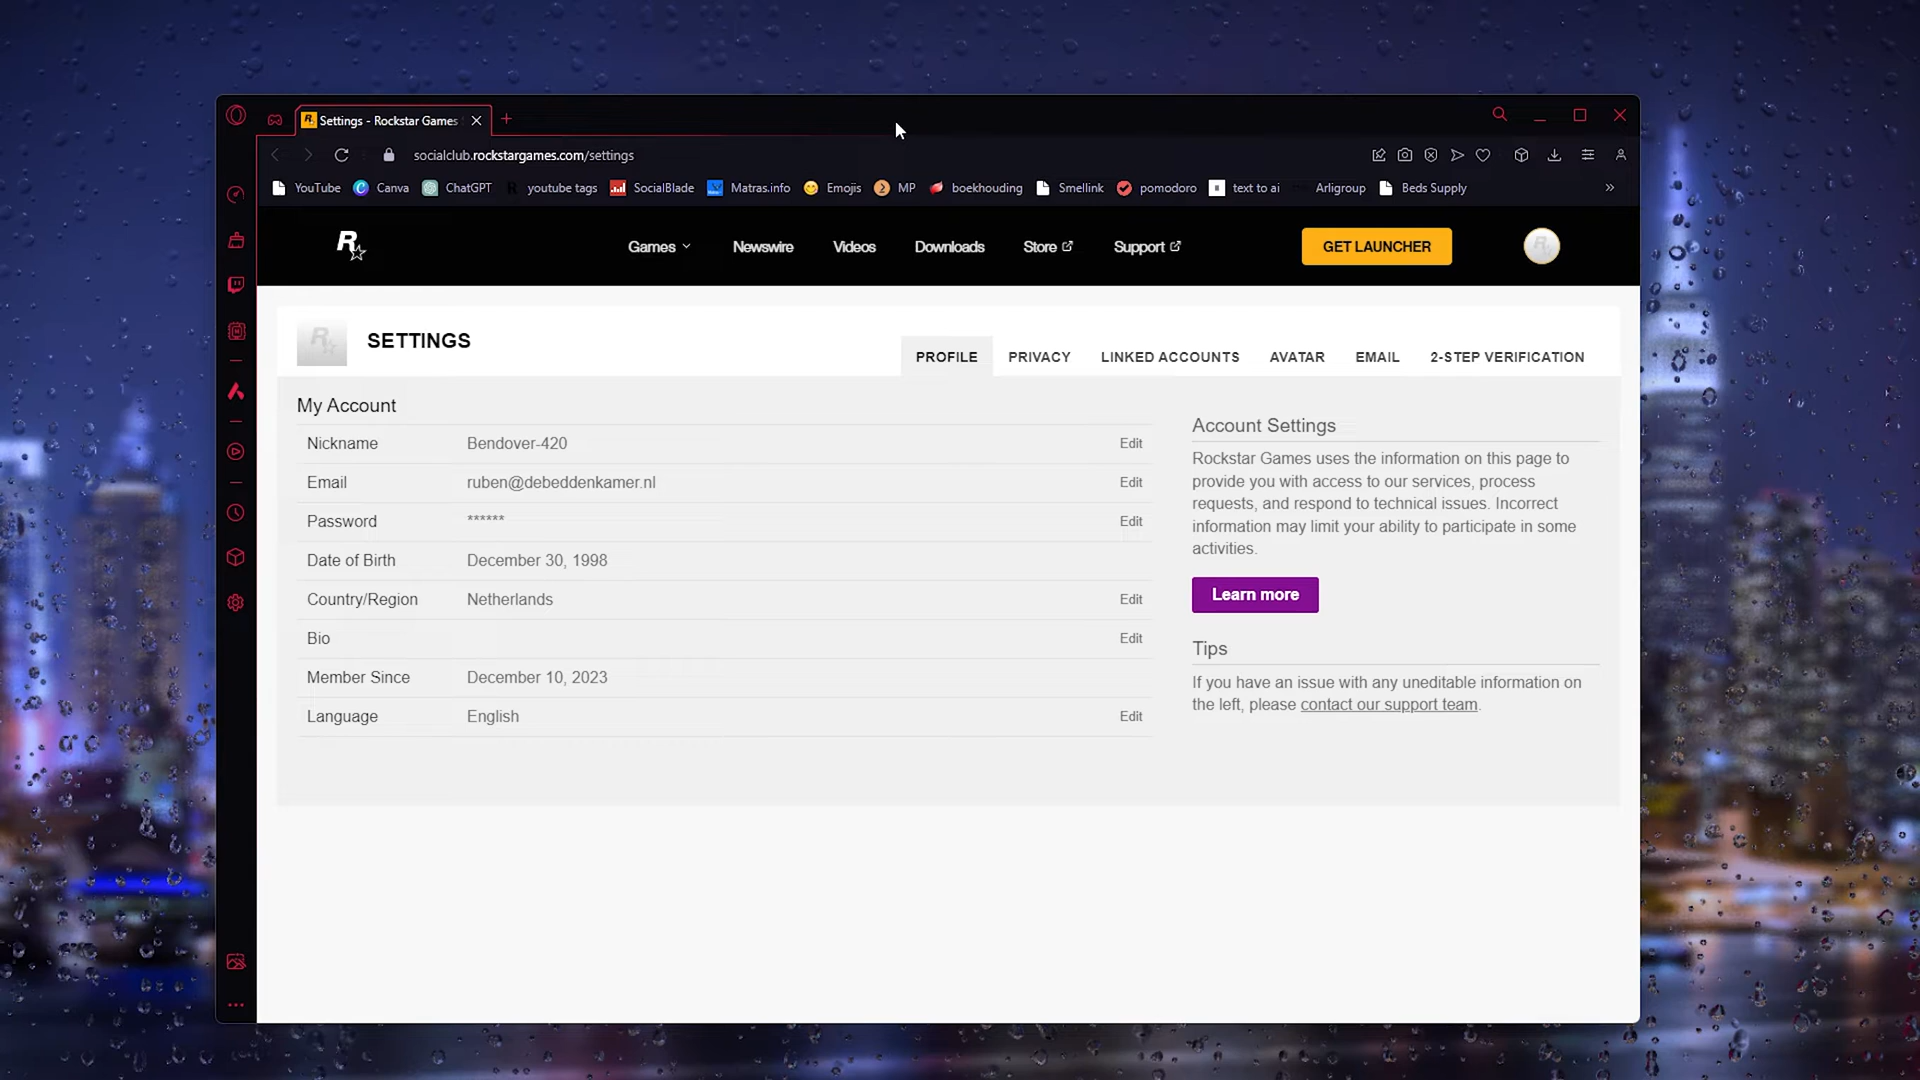 Settings - Rockstar Games
socialclub.rockstargames.com/settings
YouTube Canva ChatGPT youtube tags SocialBlade Matras.info Emojis MP boekhouding Smellink pomodoro text to ai Arligroup Beds Supply
R
Games Newswire Videos Downloads Store Support GET LAUNCHER
SETTINGS
PROFILE PRIVACY LINKED ACCOUNTS AVATAR EMAIL 2-STEP VERIFICATION
My Account
Nickname Bendover-420 Edit
Email ruben@debeddenkamer.nl Edit
Password ****** Edit
Date of Birth December 30, 1998
Country/Region Netherlands Edit
Bio Edit
Member Since December 10, 2023
Language English Edit
Account Settings
Rockstar Games uses the information on this page to
provide you with access to our services, process
requests, and respond to technical issues. Incorrect
information may limit your ability to participate in some
activities.
Learn more
Tips
If you have an issue with any uneditable information on
the left, please contact our support team.